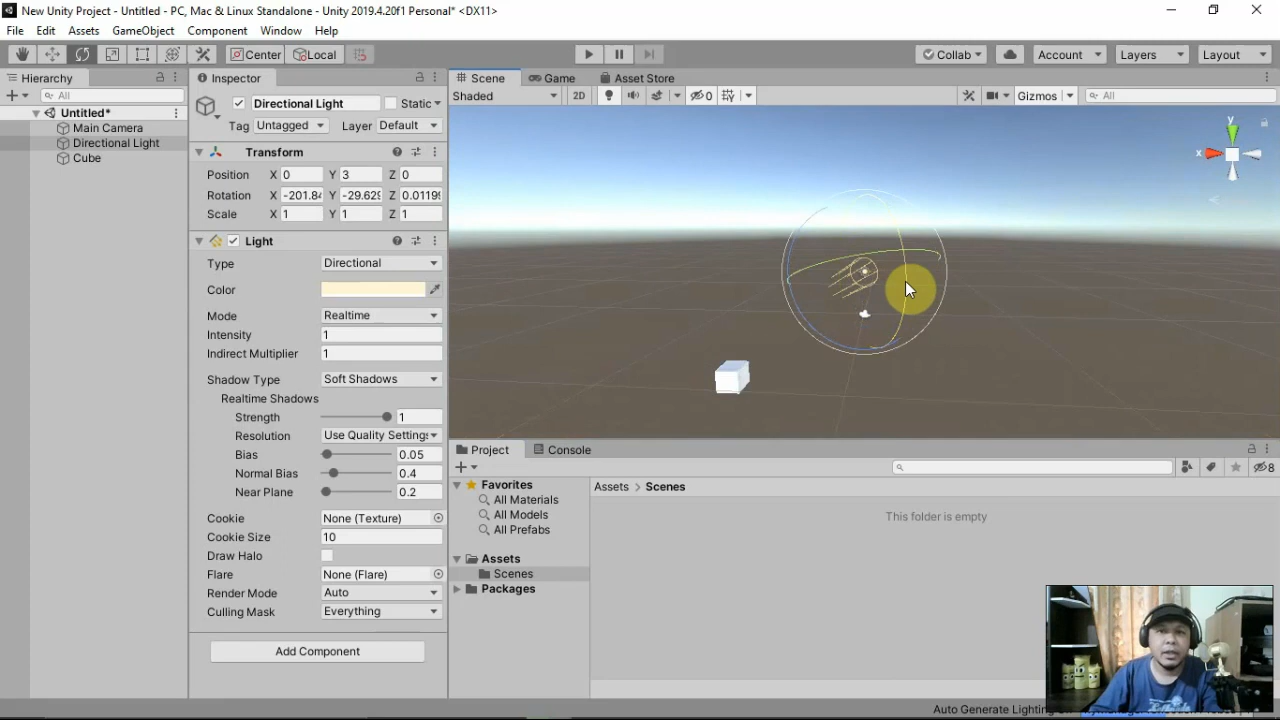 New Unity Project - Untitled - PC, Mac & Linux Standalone - Unity 2019.4.20f1 Personal* <DX11>
File Edit Assets GameObject Component Window Help
Center Local Collab Account Layers Layout
Hierarchy
All
Untitled*
Main Camera
Directional Light
Cube
Inspector
Directional Light Static
Tag Untagged Layer Default
Transform
Position X 0 Y 3 Z 0
Rotation X -201.84 Y -29.629 Z 0.01199
Scale X 1 Y 1 Z 1
Light
Type Directional
Color
Mode Realtime
Intensity 1
Indirect Multiplier 1
Shadow Type Soft Shadows
Realtime Shadows
Strength 1
Resolution Use Quality Settings
Bias 0.05
Normal Bias 0.4
Near Plane 0.2
Cookie None (Texture)
Cookie Size 10
Draw Halo
Flare None (Flare)
Render Mode Auto
Culling Mask Everything
Add Component
Scene Game Asset Store
Shaded 2D 0 Gizmos All
y
x
Project Console
8
Favorites
All Materials
All Models
All Prefabs
Assets
Scenes
Packages
Assets > Scenes
This folder is empty
Auto Generate Lighting